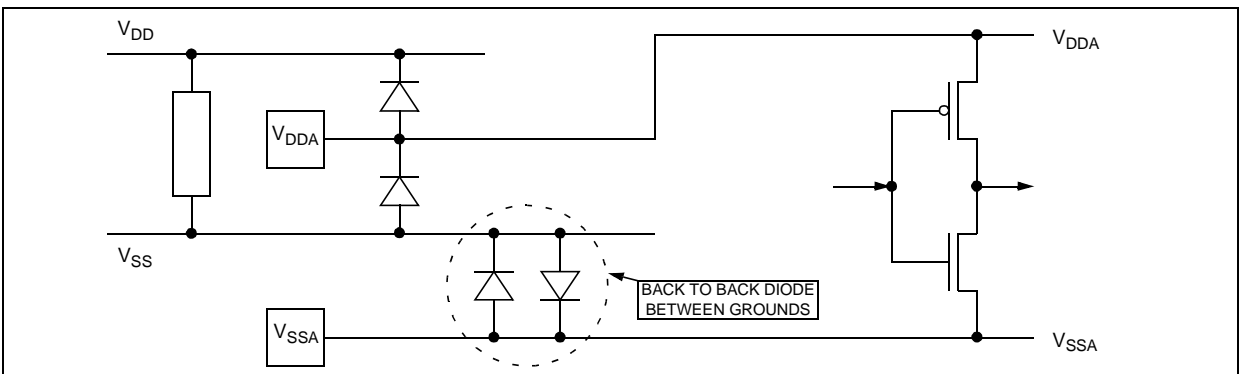 VDD
VDDA
VDDA
VSS
BACK TO BACK DIODE
BETWEEN GROUNDS
VSSA
VSSA